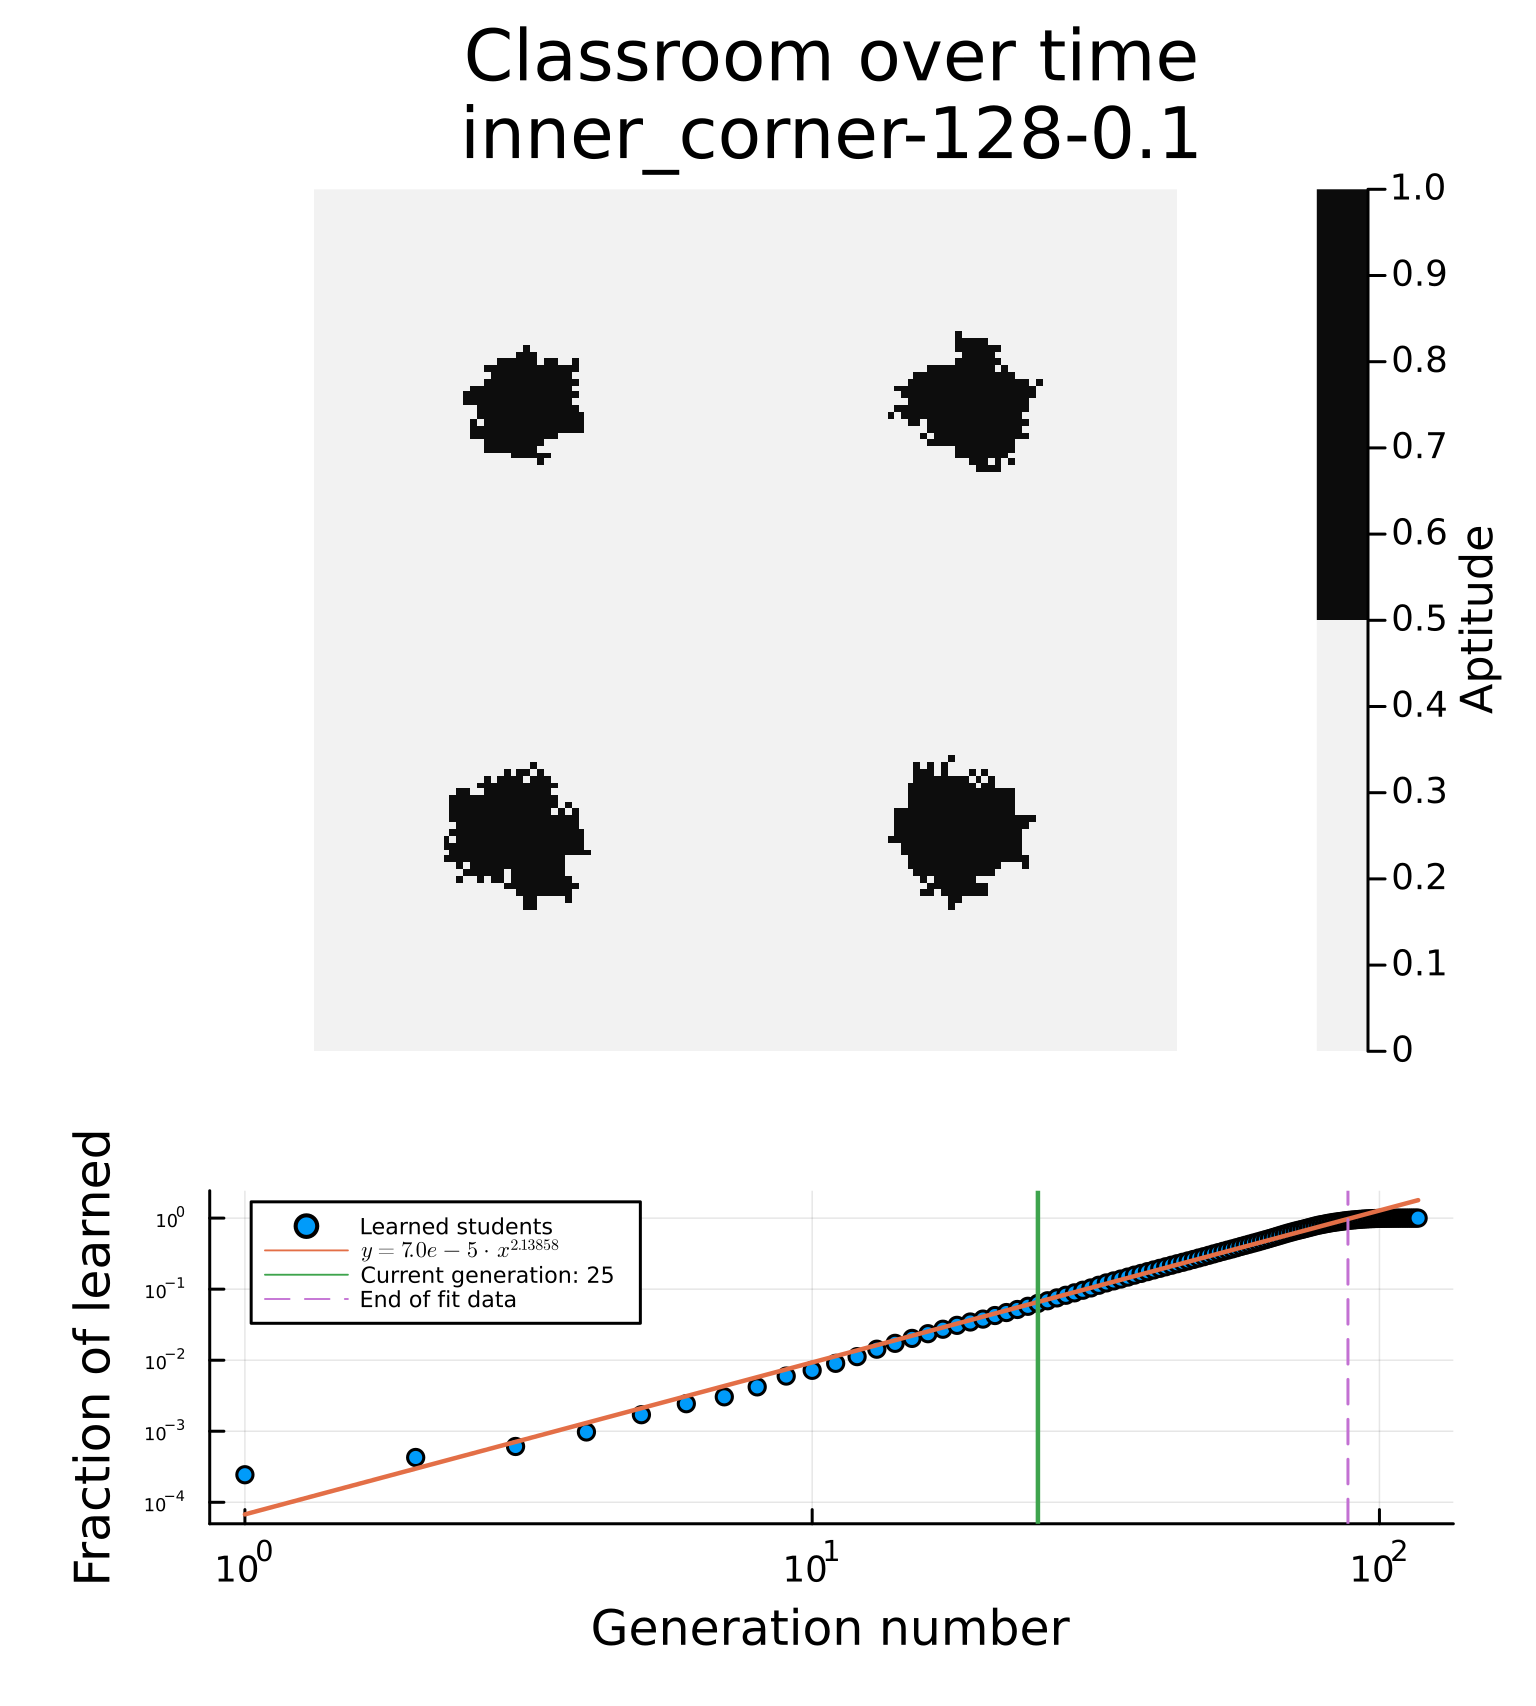 Classroom over time
inner_corner-128-0.1
1.0
0.9
0.8
0.7
0.6
0.5
0.4
0.3
0.2
0.1
0
Aptitude
Fraction of learned
10⁰
10⁻¹
10⁻²
10⁻³
10⁻⁴
Learned students
y = 7.0e − 5 · x^2.13858
Current generation: 25
End of fit data
10⁰
10¹
10²
Generation number